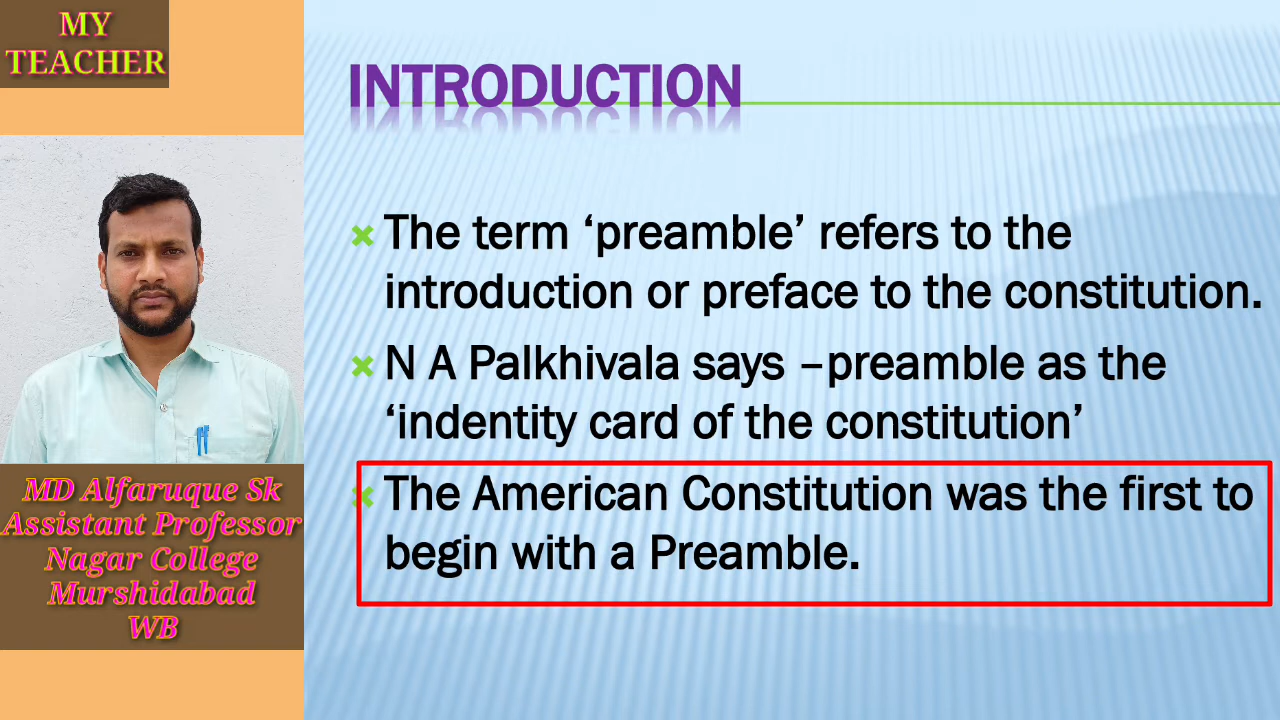 MY
TEACHER
MD Alfaruque Sk
Assistant Professor
Nagar College
Murshidabad
WB
INTRODUCTION
The term ‘preamble’ refers to the
introduction or preface to the constitution.
N A Palkhivala says –preamble as the
‘indentity card of the constitution’
The American Constitution was the first to
begin with a Preamble.